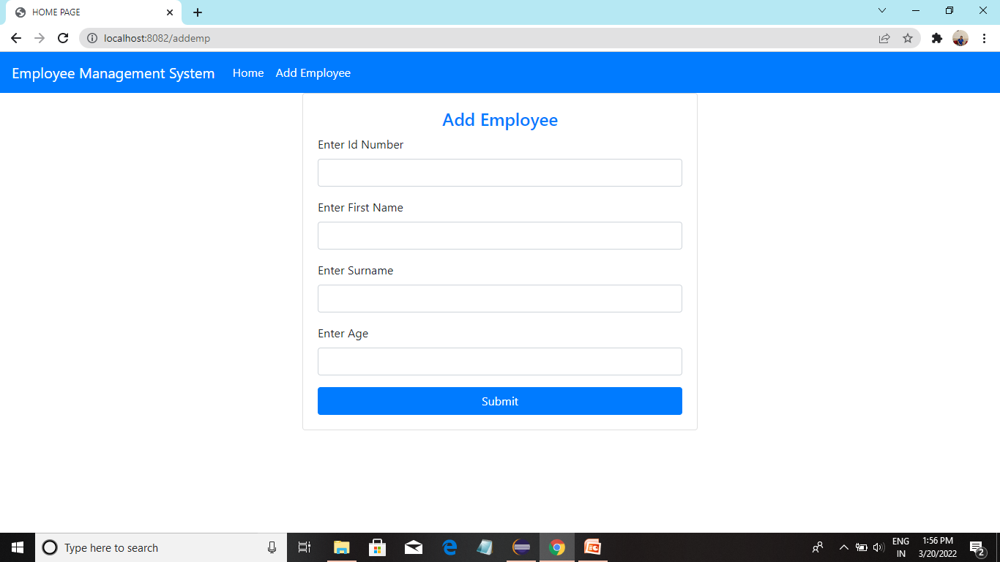 HOME PAGE
localhost:8082/addemp
Employee Management System Home Add Employee
Add Employee
Enter Id Number
Enter First Name
Enter Surname
Enter Age
Submit
Type here to search
ENG
IN
1:56 PM
3/20/2022
2